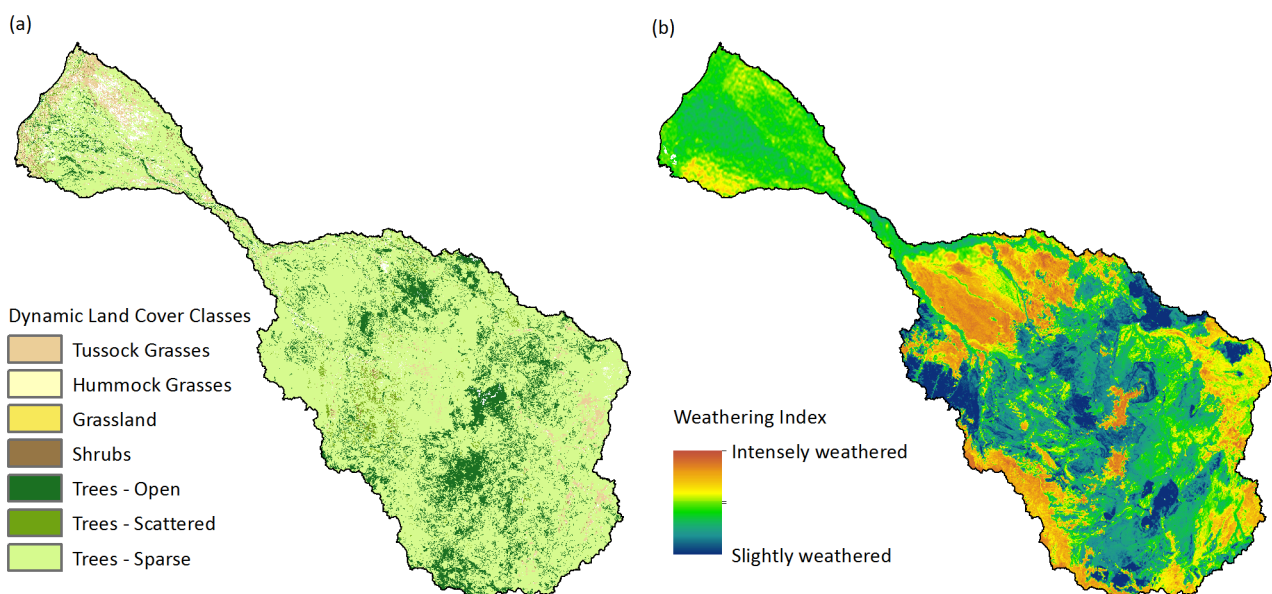 (a)
Dynamic Land Cover Classes
Tussock Grasses
Hummock Grasses
Grassland
Shrubs
Trees - Open
Trees - Scattered
Trees - Sparse
(b)
Weathering Index
Intensely weathered
Slightly weathered